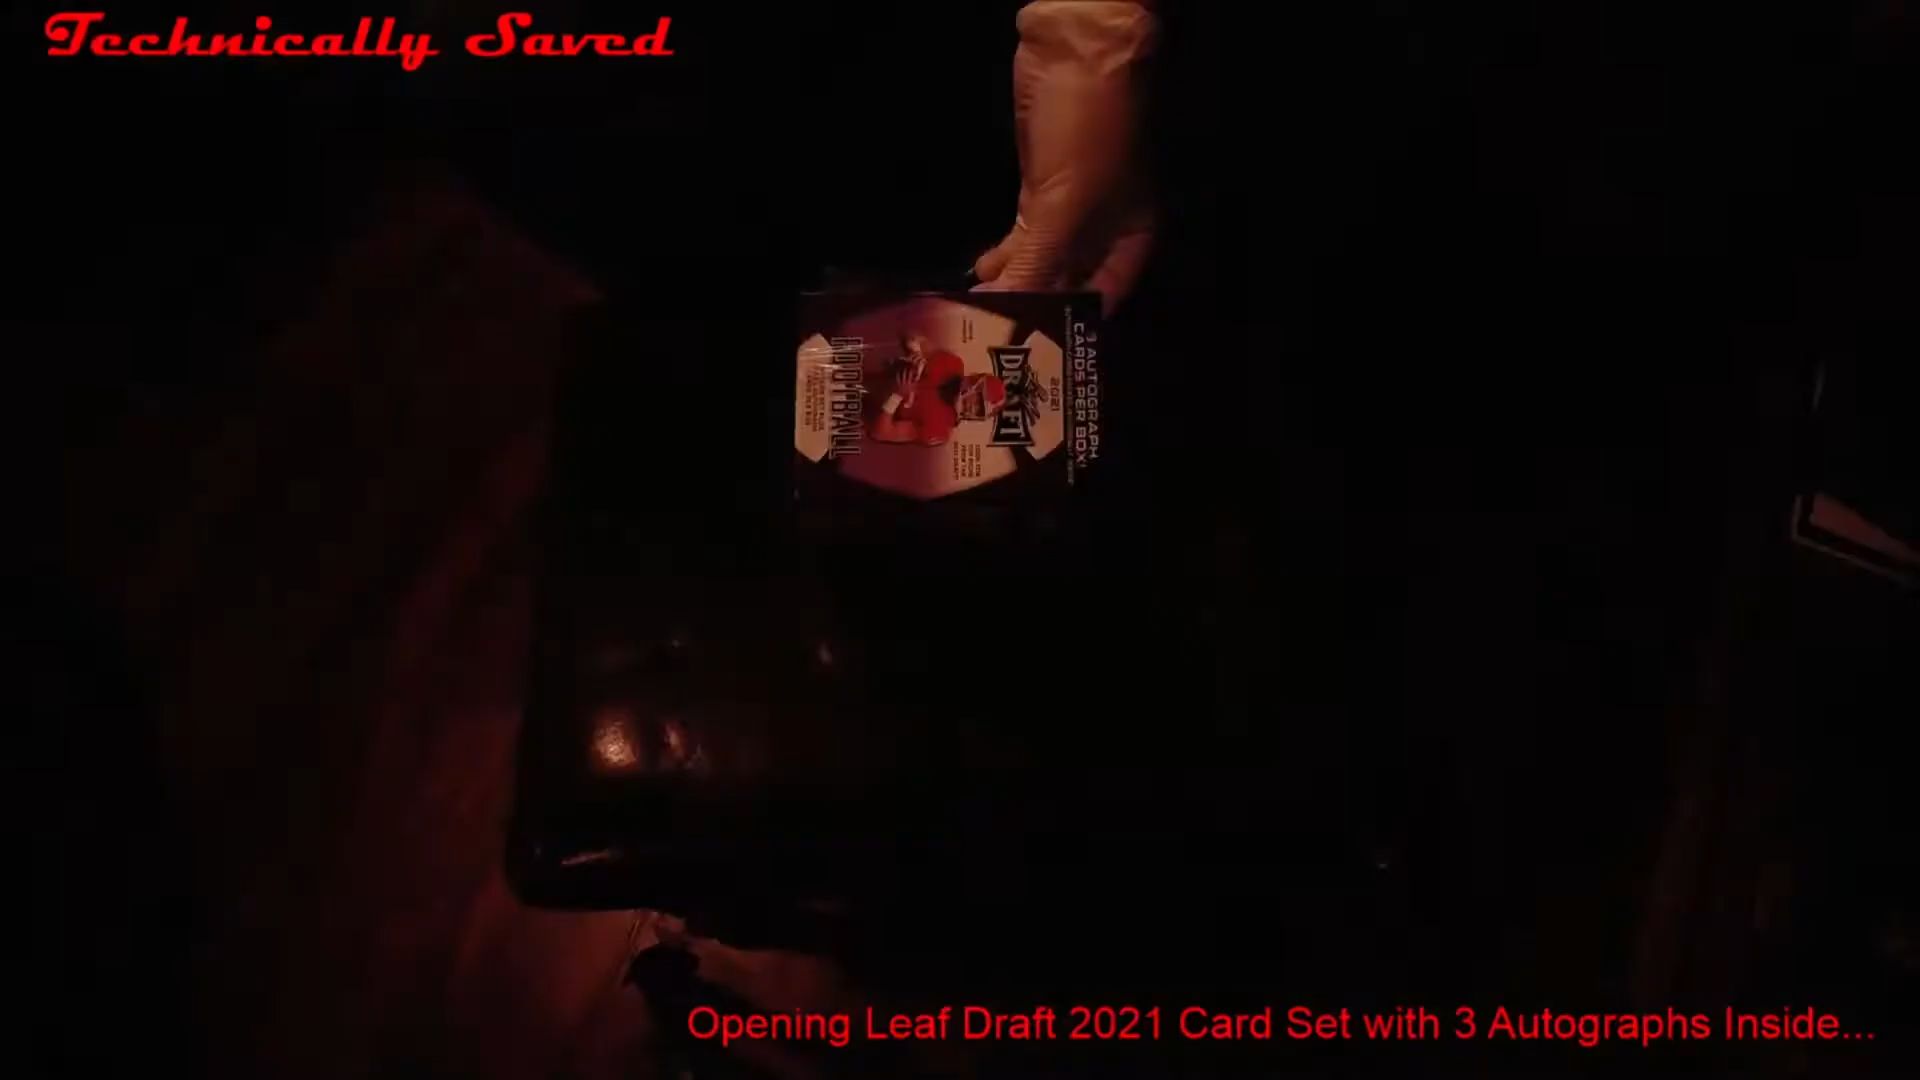 Technically Saved
3 AUTOGRAPH
CARDS PER BOX!
2021
DRAFT
FOOTBALL
Opening Leaf Draft 2021 Card Set with 3 Autographs Inside...